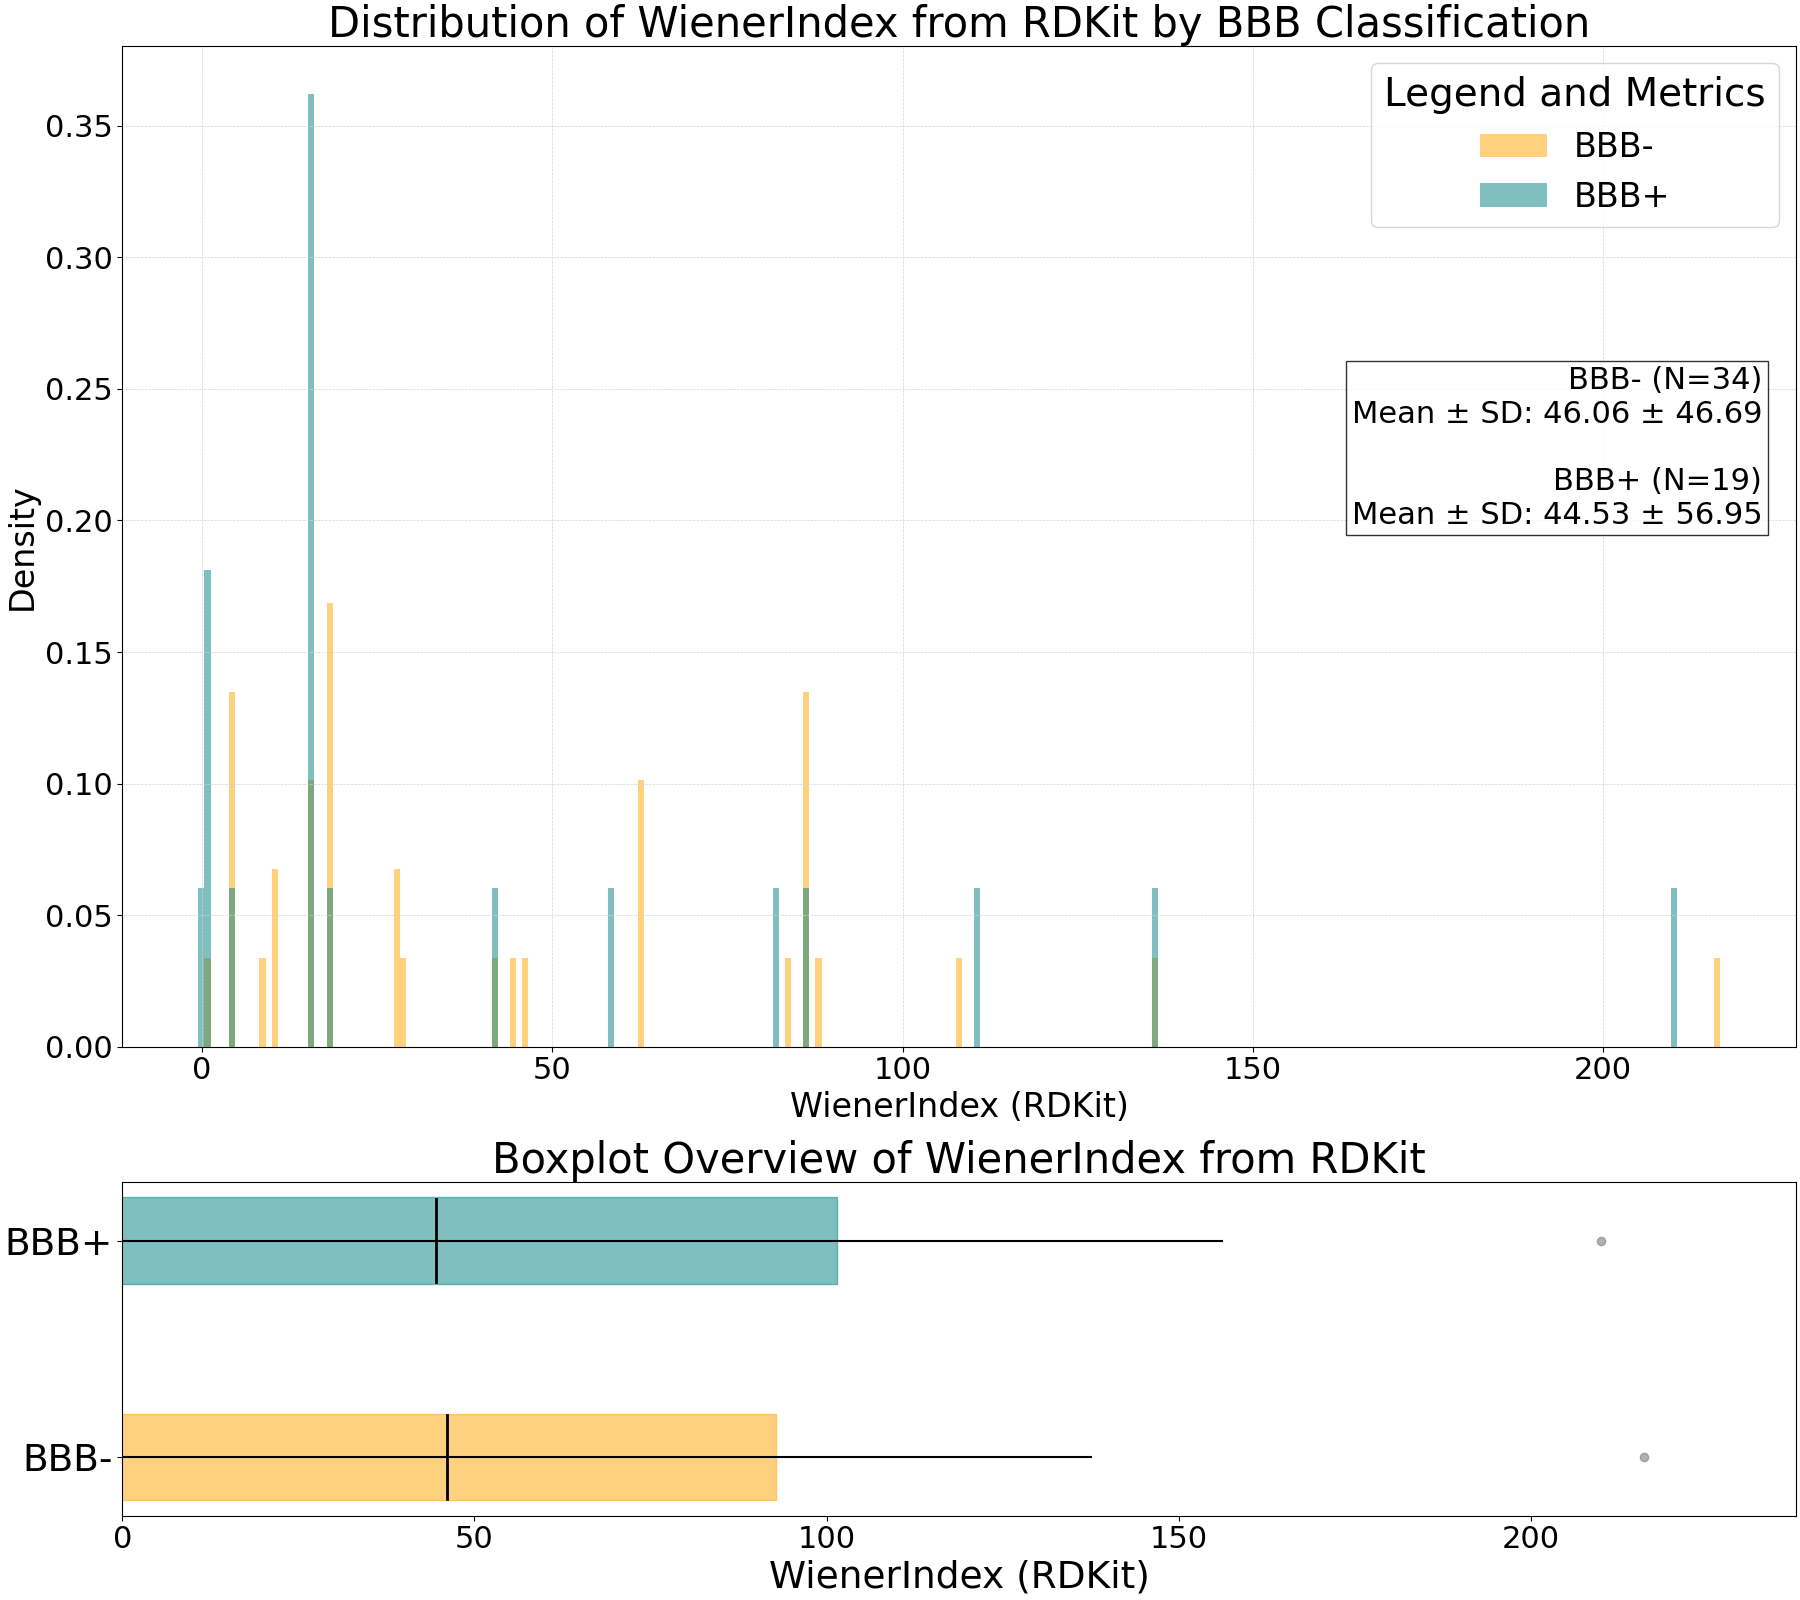 Distribution of WienerIndex from RDKit by BBB Classification
Legend and Metrics
BBB-
BBB+
BBB- (N=34)
Mean ± SD: 46.06 ± 46.69
BBB+ (N=19)
Mean ± SD: 44.53 ± 56.95
Density
0.35
0.30
0.25
0.20
0.15
0.10
0.05
0.00
0 50 100 150 200
WienerIndex (RDKit)
Boxplot Overview of WienerIndex from RDKit
BBB+
BBB-
0 50 100 150 200
WienerIndex (RDKit)